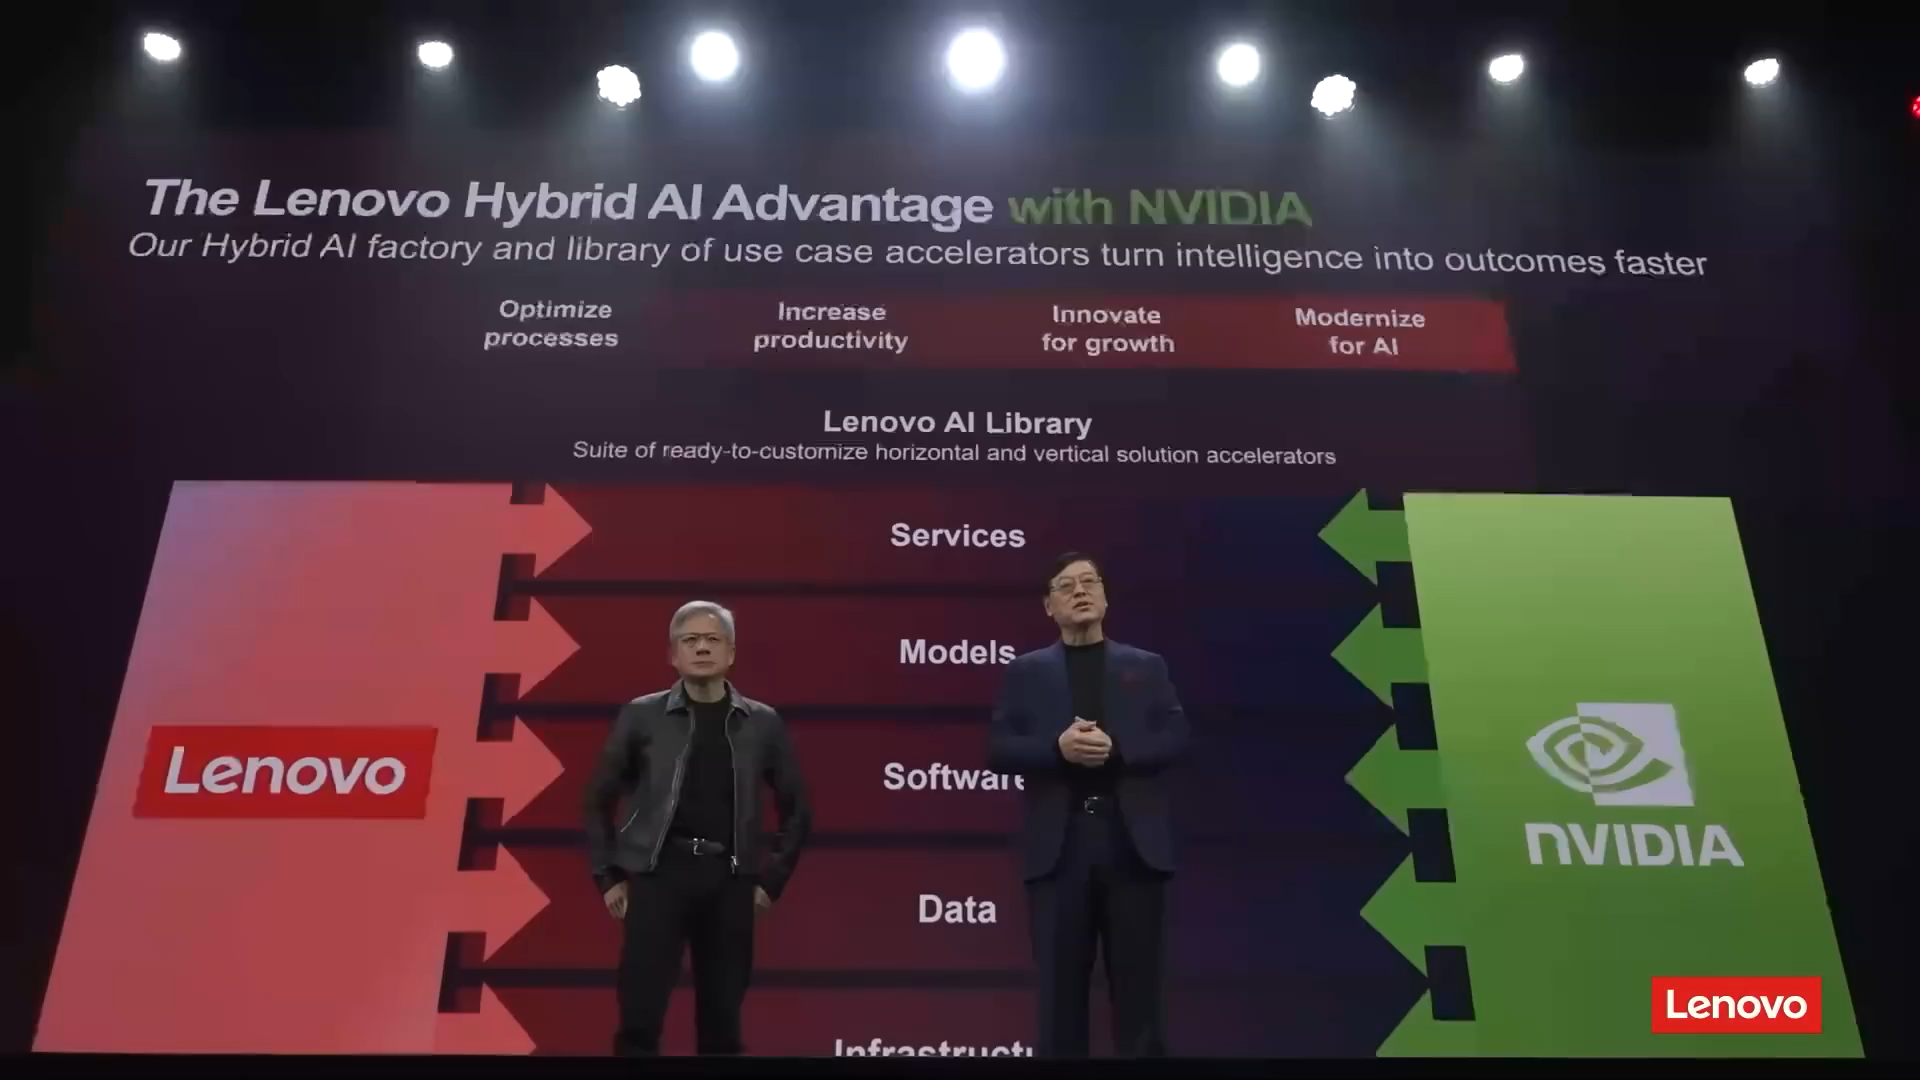 The Lenovo Hybrid AI Advantage with NVIDIA
Our Hybrid AI factory and library of use case accelerators turn intelligence into outcomes faster
Optimize
processes
Increase
productivity
Innovate
for growth
Modernize
for AI
Lenovo AI Library
Suite of ready-to-customize horizontal and vertical solution accelerators
Services
Models
Software
Data
Lenovo
NVIDIA
Lenovo